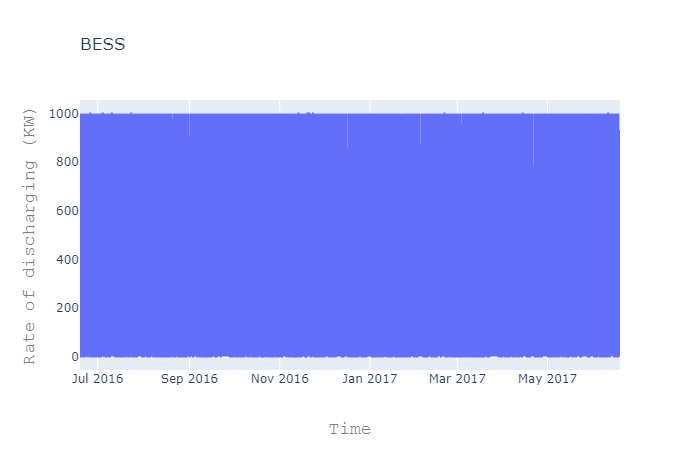 BESS
Rate of discharging (KW)
1000
800
600
400
200
0
Jul 2016 Sep 2016 Nov 2016 Jan 2017 Mar 2017 May 2017
Time